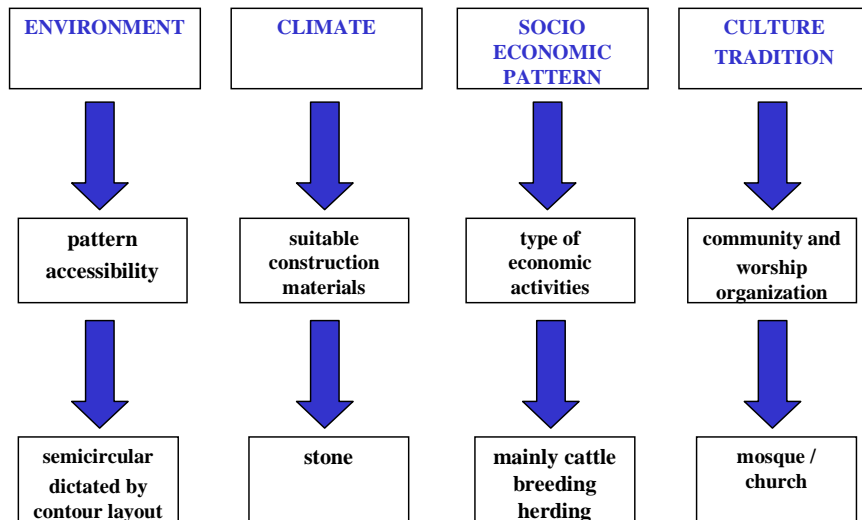 ENVIRONMENT
CLIMATE
SOCIO
ECONOMIC
PATTERN
CULTURE
TRADITION
pattern
accessibility
suitable
construction
materials
type of
economic
activities
community and
worship
organization
semicircular
dictated by
contour layout
stone
mainly cattle
breeding
herding
mosque /
church